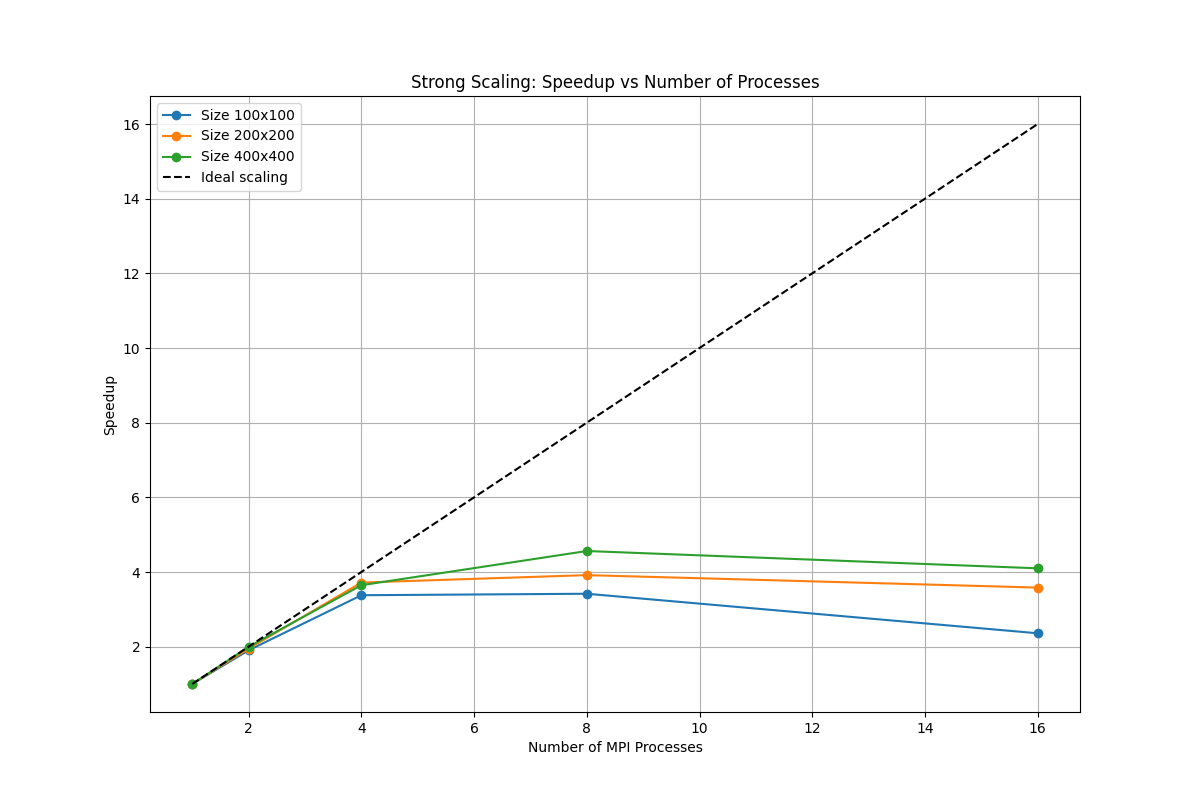 Strong Scaling: Speedup vs Number of Processes
Size 100x100
Size 200x200
Size 400x400
Ideal scaling
16
14
12
10
8
6
4
2
Speedup
2 4 6 8 10 12 14 16
Number of MPI Processes